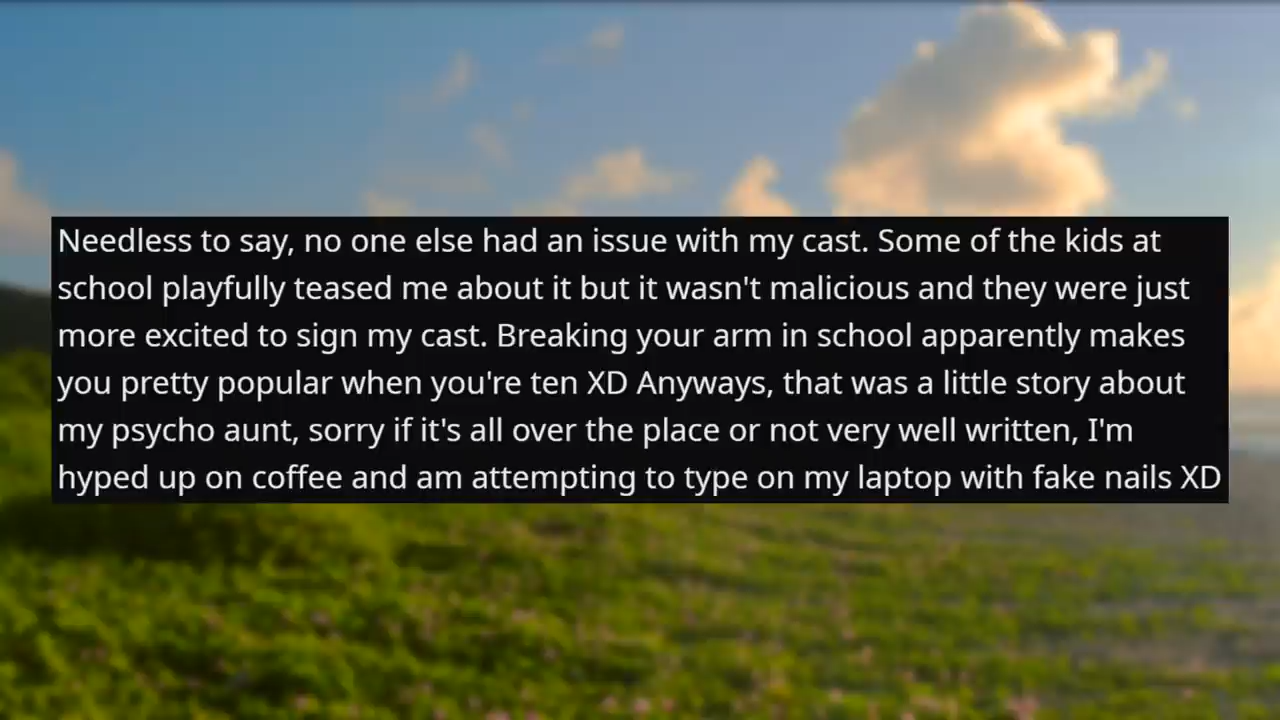 Needless to say, no one else had an issue with my cast. Some of the kids at
school playfully teased me about it but it wasn't malicious and they were just
more excited to sign my cast. Breaking your arm in school apparently makes
you pretty popular when you're ten XD Anyways, that was a little story about
my psycho aunt, sorry if it's all over the place or not very well written, I'm
hyped up on coffee and am attempting to type on my laptop with fake nails XD